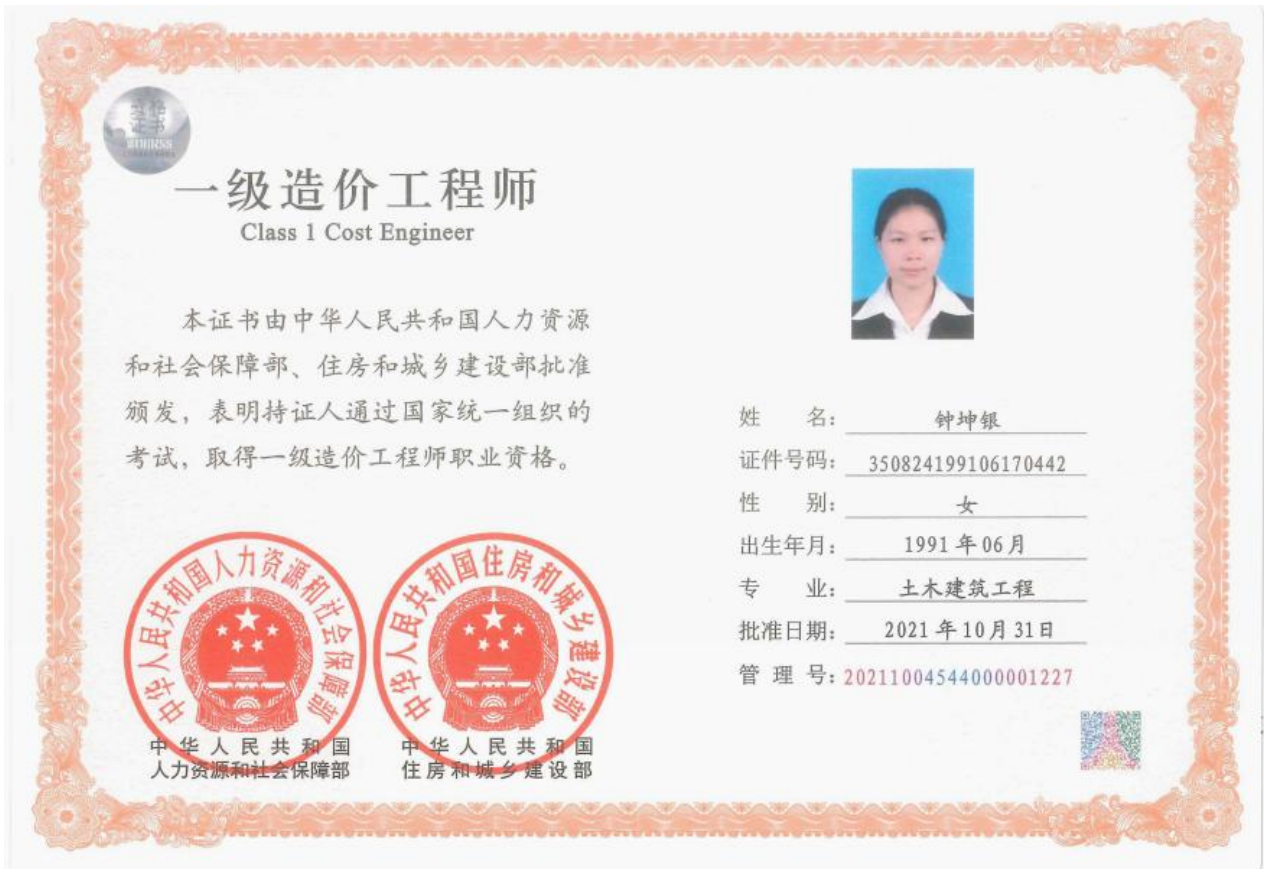 一级造价工程师
Class 1 Cost Engineer
本证书由中华人民共和国人力资源
和社会保障部、住房和城乡建设部批准
颁发，表明持证人通过国家统一组织的
考试，取得一级造价工程师职业资格。
姓 名：钟坤银
证件号码：350824199106170442
性 别：女
出生年月：1991年06月
专 业：土木建筑工程
批准日期：2021年10月31日
管 理 号：20211004544000001227
中华人民共和国人力资源和社会保障部
中华人民共和国住房和城乡建设部
中华人民共和国
人力资源和社会保障部
中华人民共和国
住房和城乡建设部